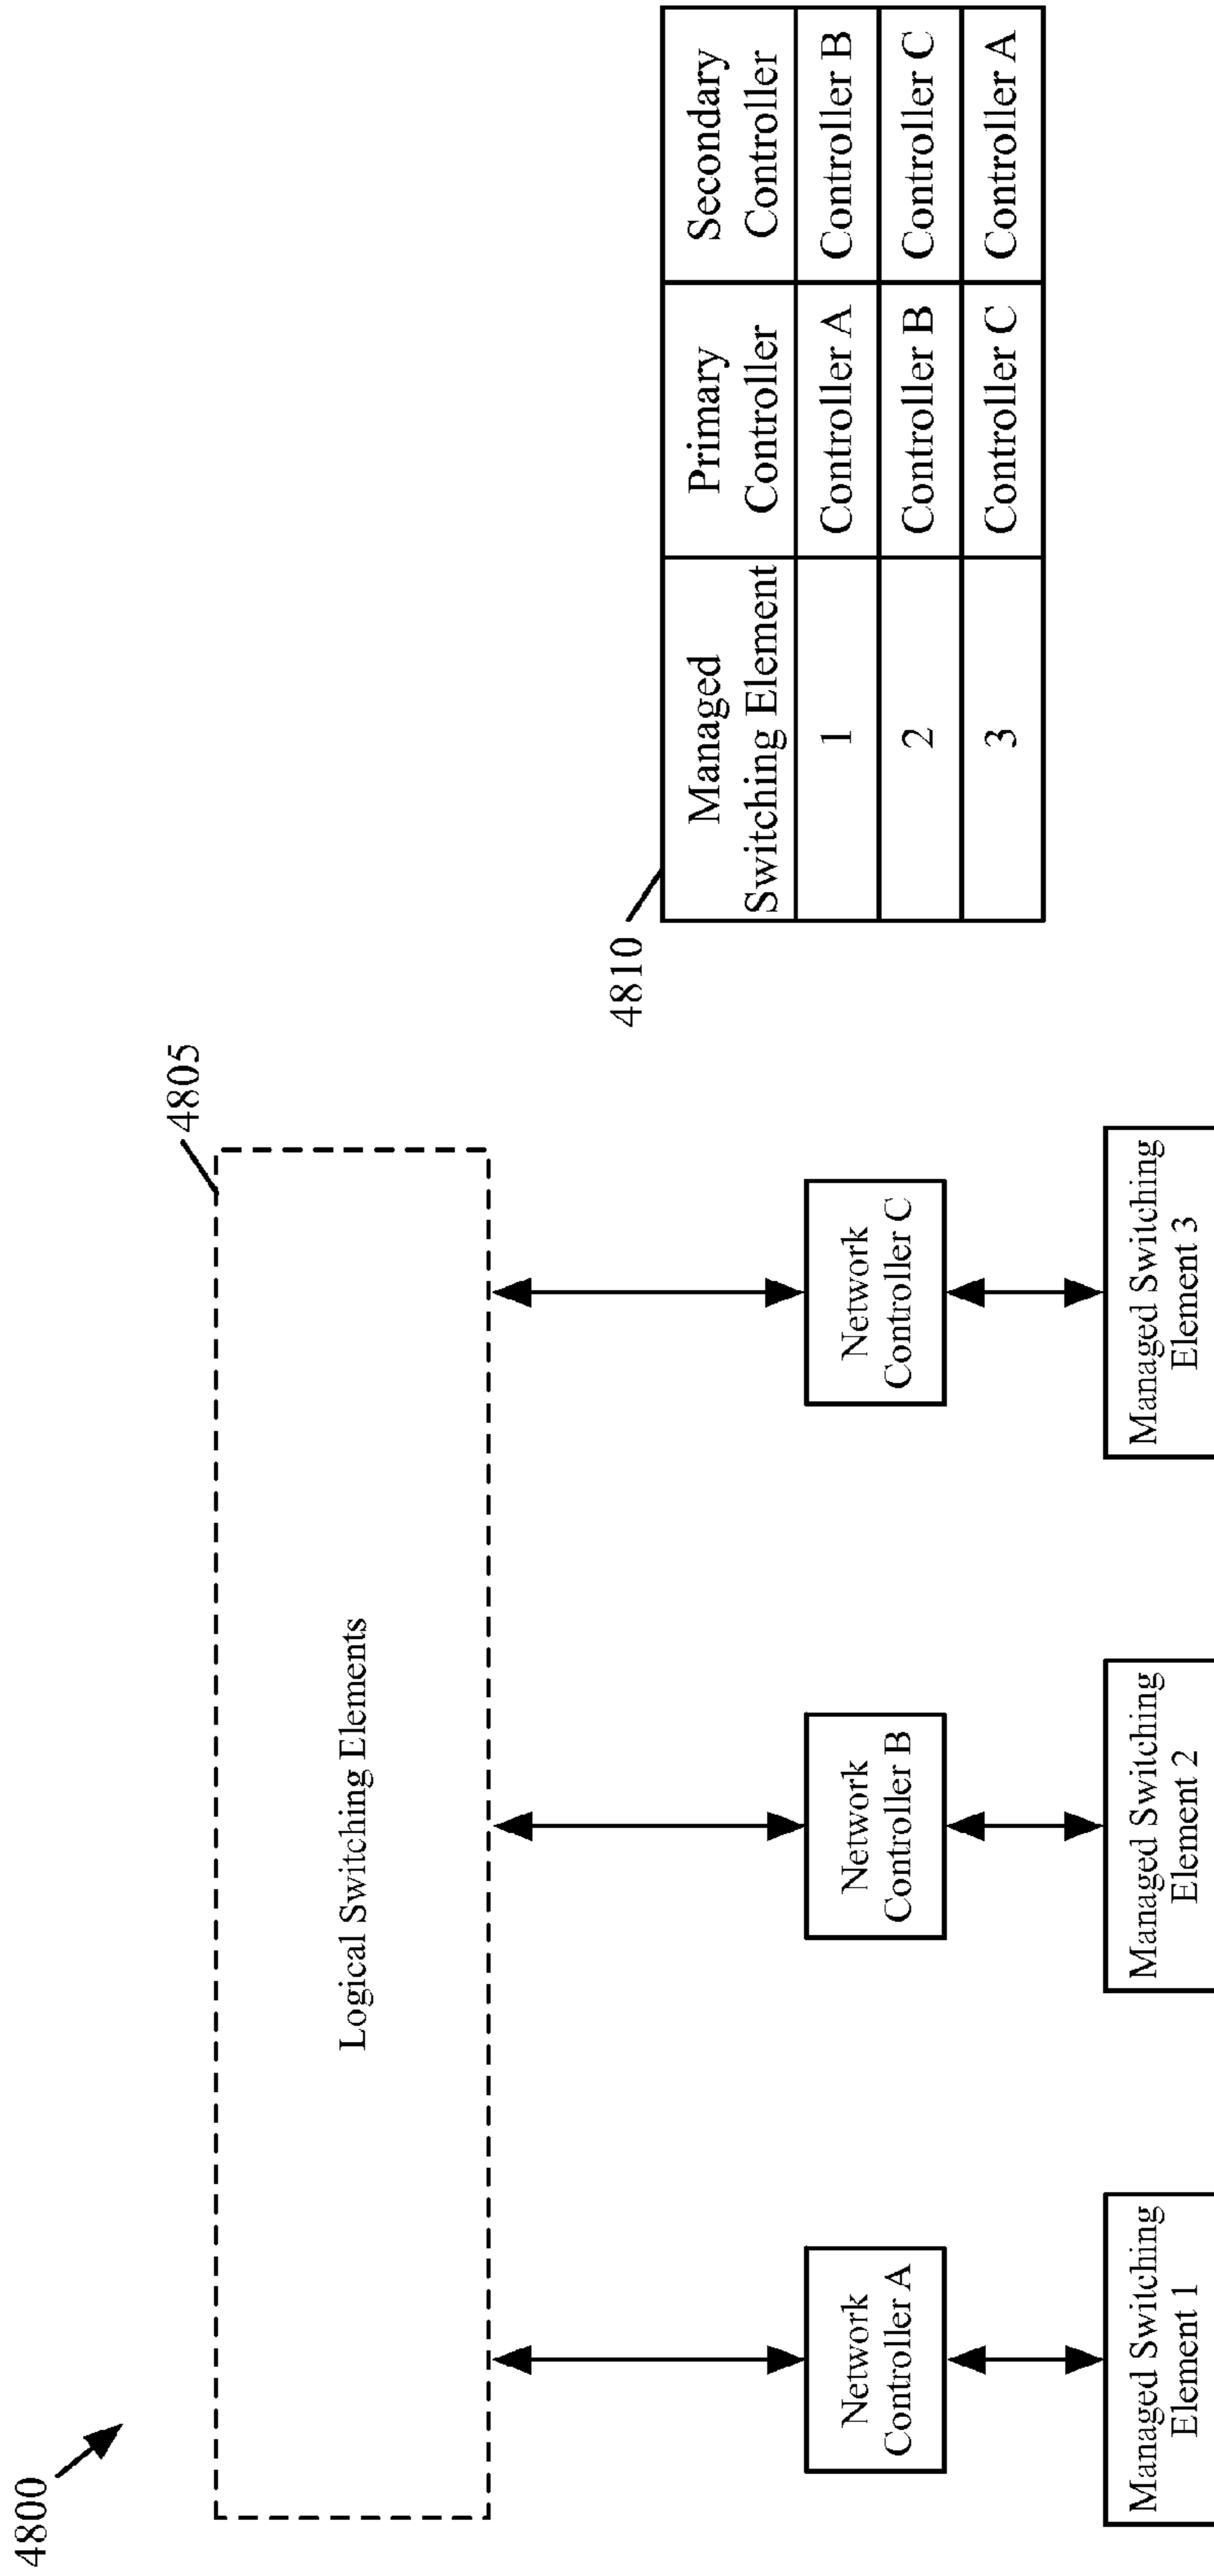 4800
4805
Logical Switching Elements
Network
Controller A
Network
Controller B
Network
Controller C
Managed Switching
Element 1
Managed Switching
Element 2
Managed Switching
Element 3
4810
Managed
Switching Element
Primary
Controller
Secondary
Controller
1
Controller A
Controller B
2
Controller B
Controller C
3
Controller C
Controller A